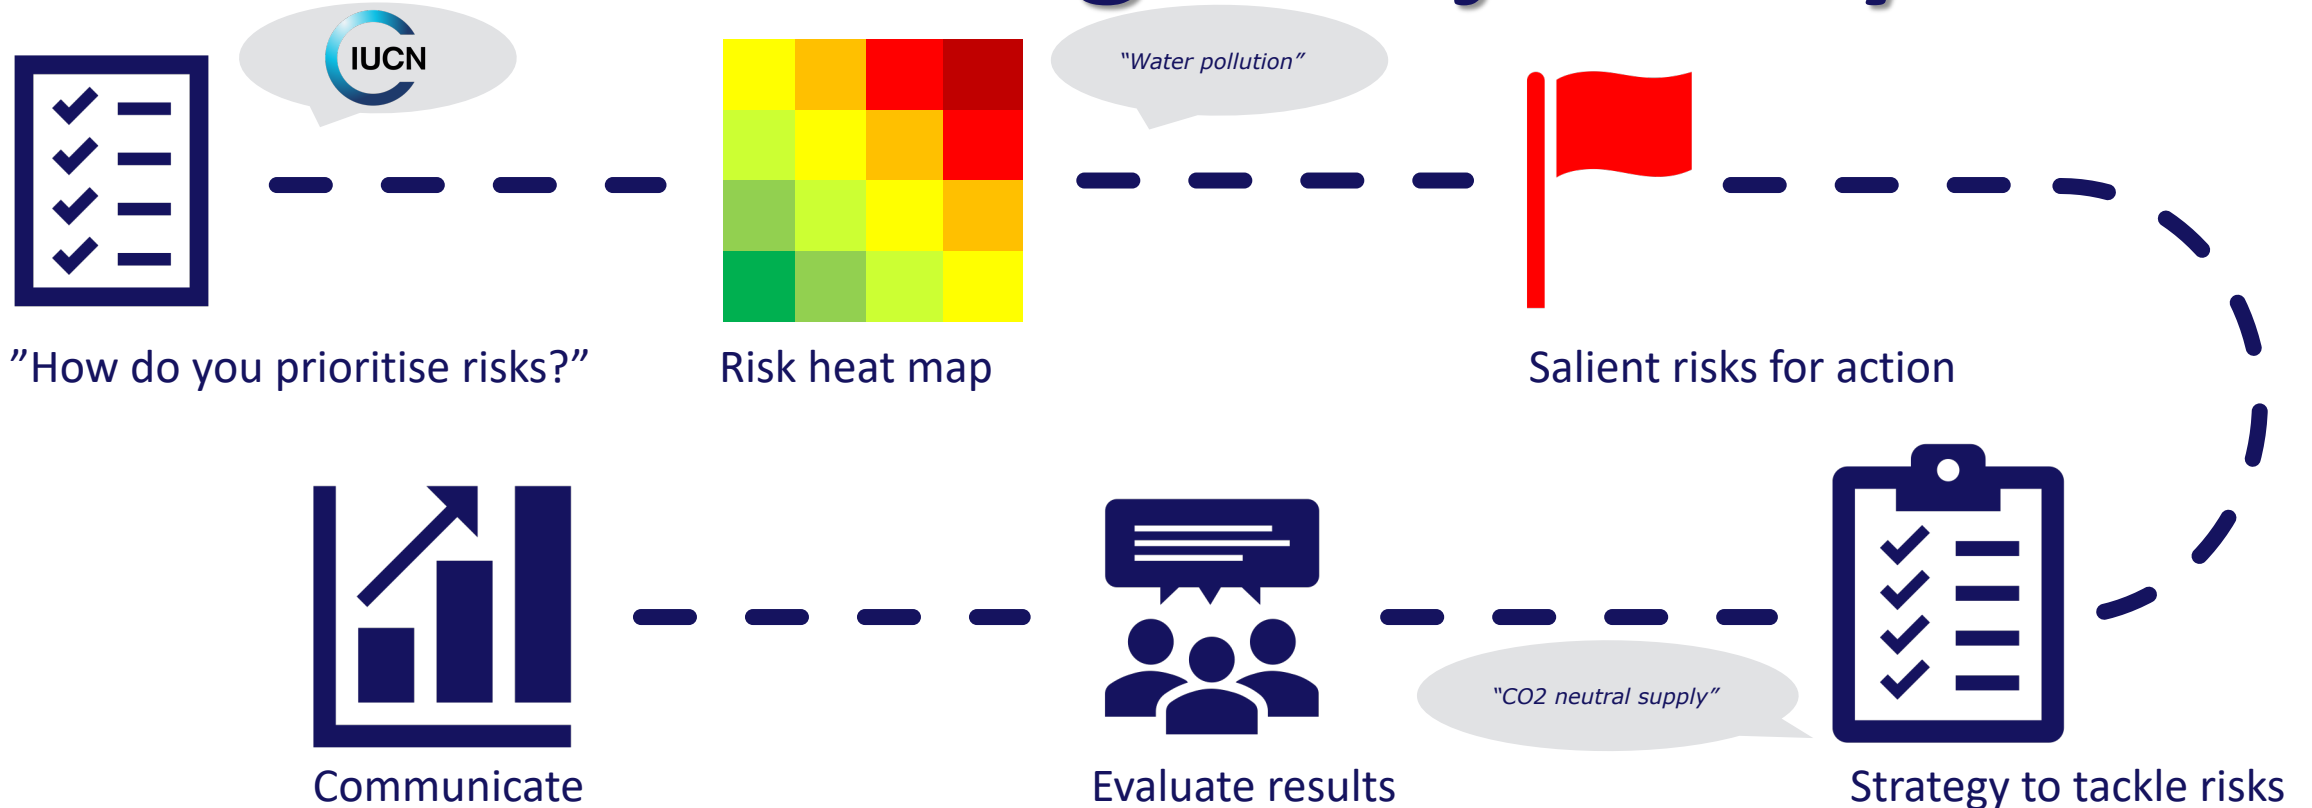 IUCN
"Water pollution"
”How do you prioritise risks?”
Risk heat map
Salient risks for action
"CO2 neutral supply"
Communicate
Evaluate results
Strategy to tackle risks